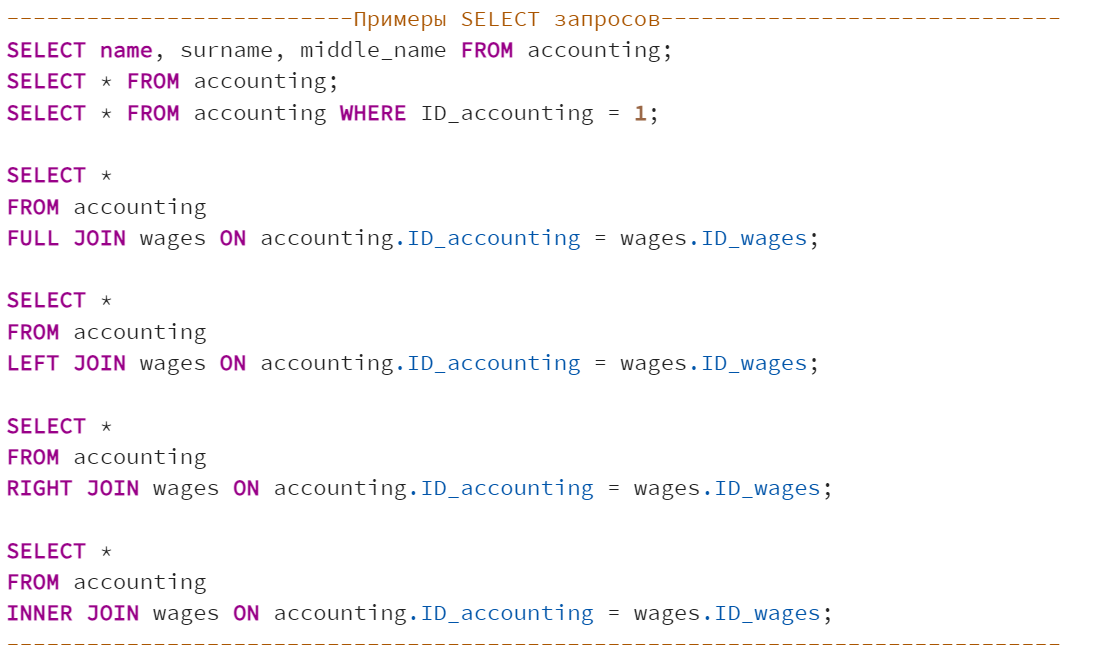 --------------------------Примеры SELECT запросов------------------------------
SELECT name, surname, middle_name FROM accounting;
SELECT * FROM accounting;
SELECT * FROM accounting WHERE ID_accounting = 1;
SELECT *
FROM accounting
FULL JOIN wages ON accounting.ID_accounting = wages.ID_wages;
SELECT *
FROM accounting
LEFT JOIN wages ON accounting.ID_accounting = wages.ID_wages;
SELECT *
FROM accounting
RIGHT JOIN wages ON accounting.ID_accounting = wages.ID_wages;
SELECT *
FROM accounting
INNER JOIN wages ON accounting.ID_accounting = wages.ID_wages;
-------------------------------------------------------------------------------